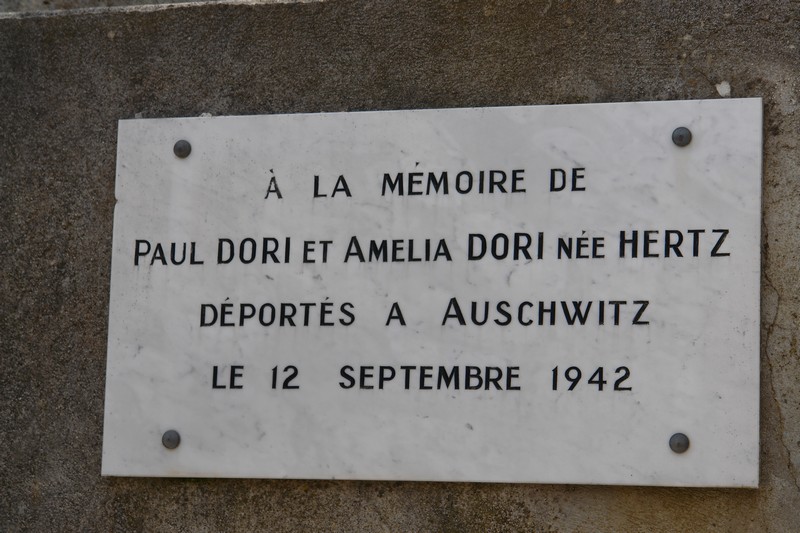 À LA MÉMOIRE DE
PAUL DORI ET AMELIA DORI NÉE HERTZ
DÉPORTÉS A AUSCHWITZ
LE 12 SEPTEMBRE 1942